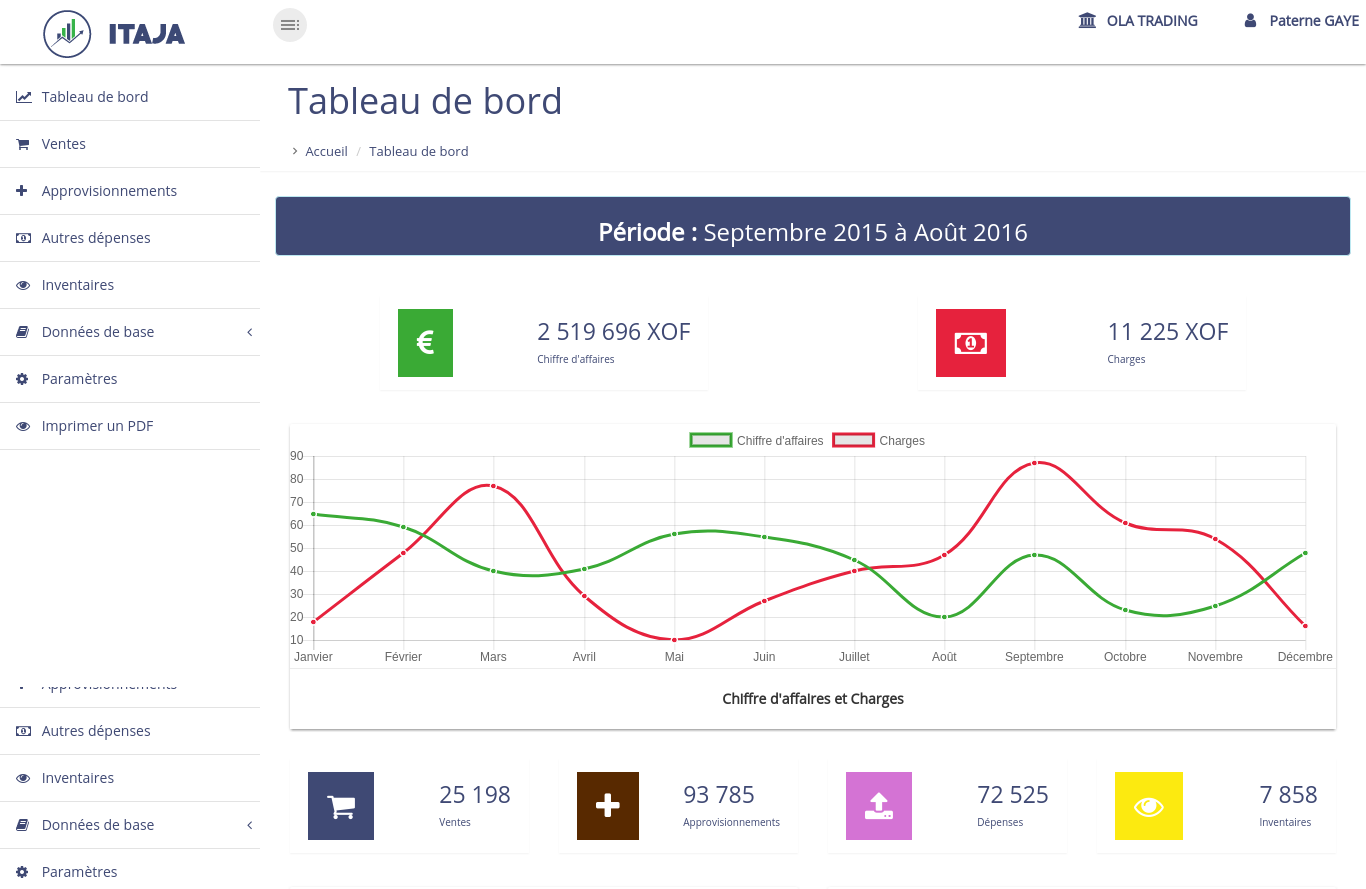 ITAJA
OLA TRADING
Paterne GAYE
Tableau de bord
Ventes
Approvisionnements
Autres dépenses
Inventaires
Données de base
Paramètres
Imprimer un PDF
Tableau de bord
Accueil / Tableau de bord
Période : Septembre 2015 à Août 2016
€
2 519 696 XOF
Chiffre d'affaires
1
11 225 XOF
Charges
Chiffre d'affaires Charges
90
80
70
60
50
40
30
20
10
Janvier Février Mars Avril Mai Juin Juillet Août Septembre Octobre Novembre Décembre
Chiffre d'affaires et Charges
Approvisionnements
Autres dépenses
Inventaires
Données de base
Paramètres
25 198
Ventes
93 785
Approvisionnements
72 525
Dépenses
7 858
Inventaires